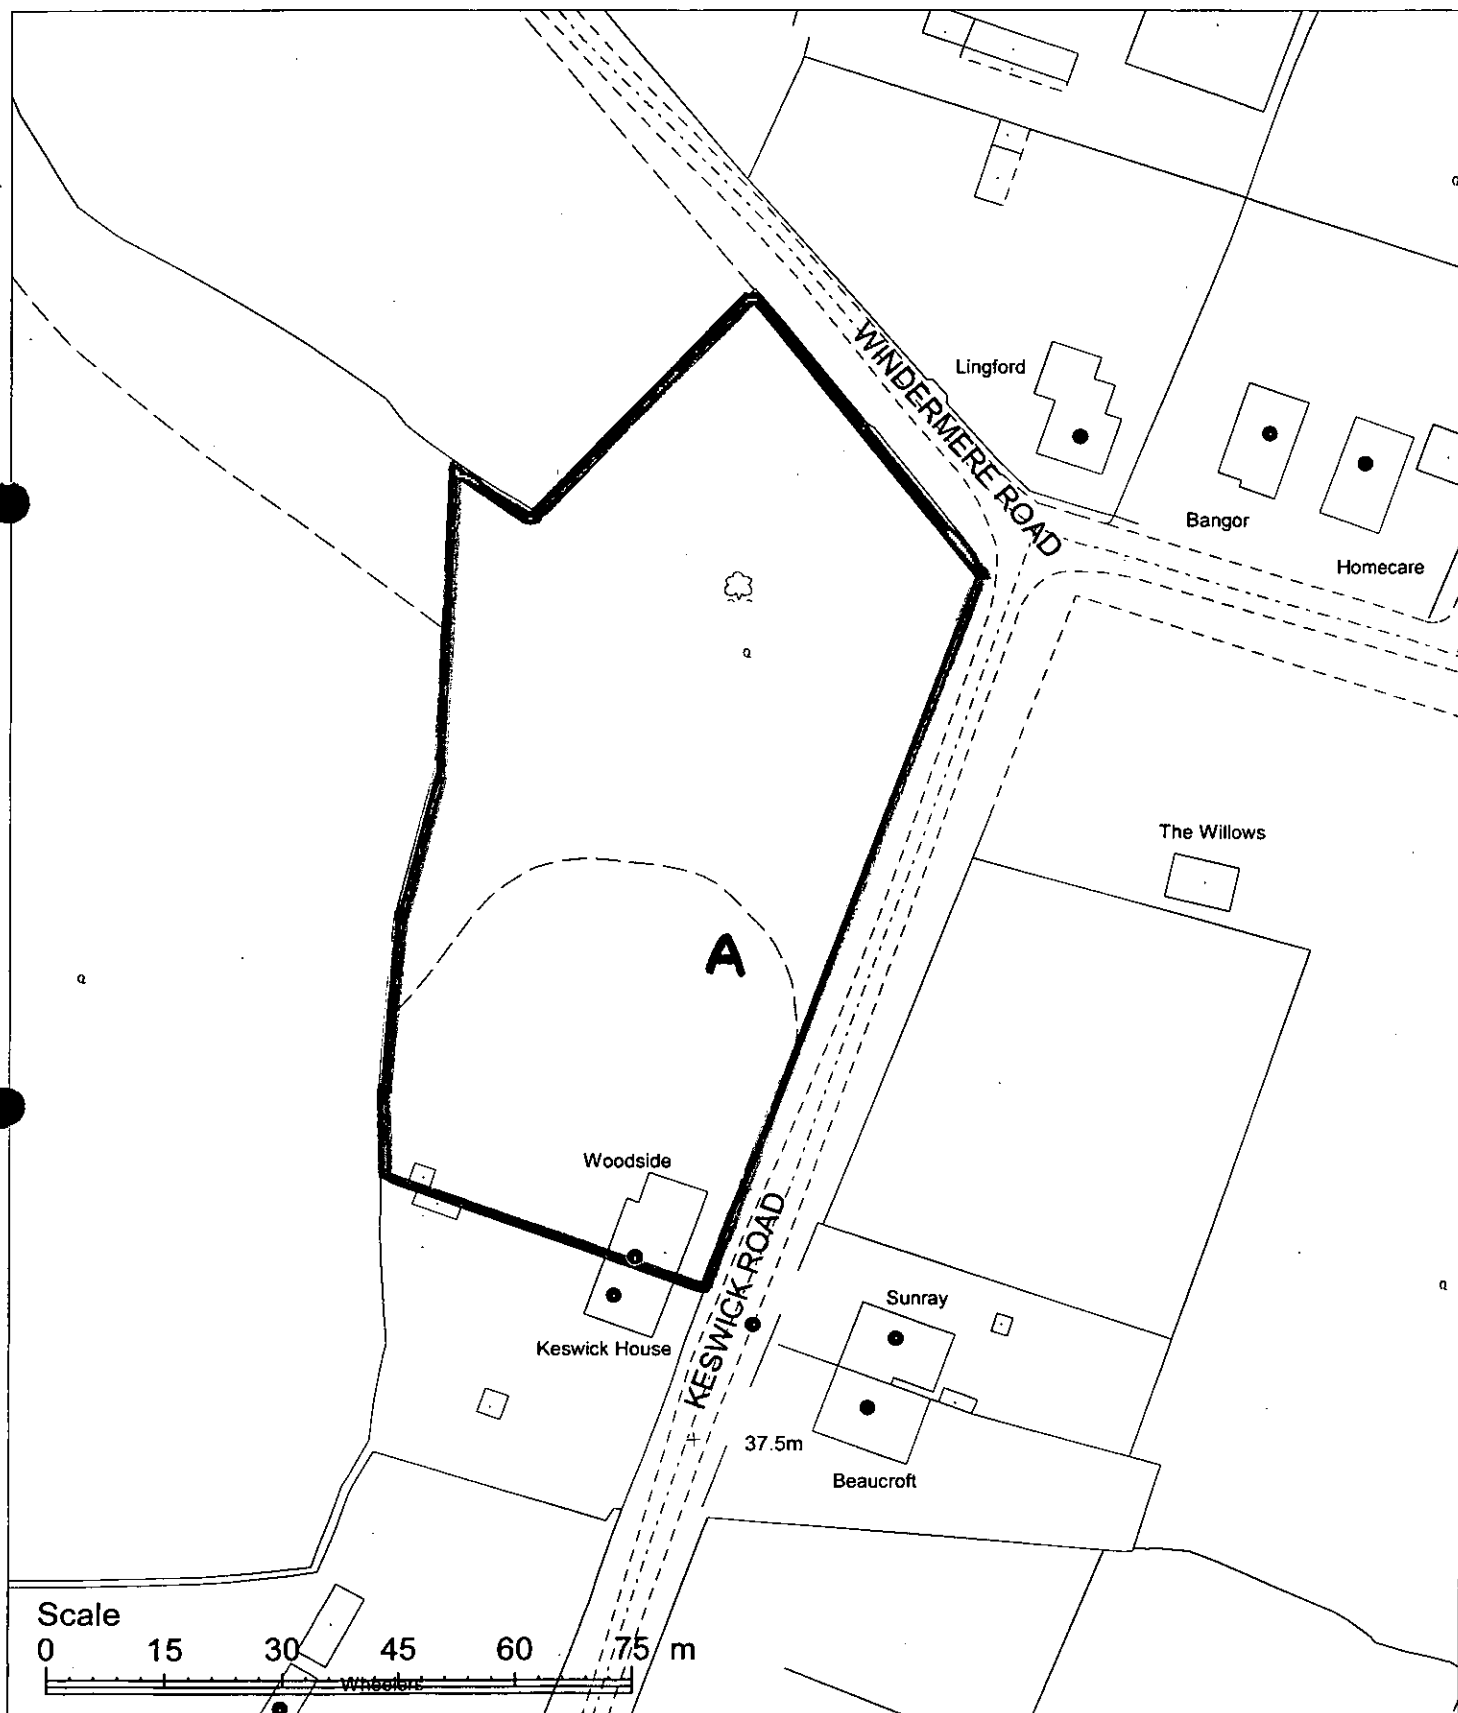 WINDERMERE ROAD
Lingford
Bangor
Homecare
The Willows
A
Woodside
KESWICK ROAD
Sunray
Keswick House
37.5m
Beaucroft
Scale
0 15 30 45 60 75 m
Wheelers